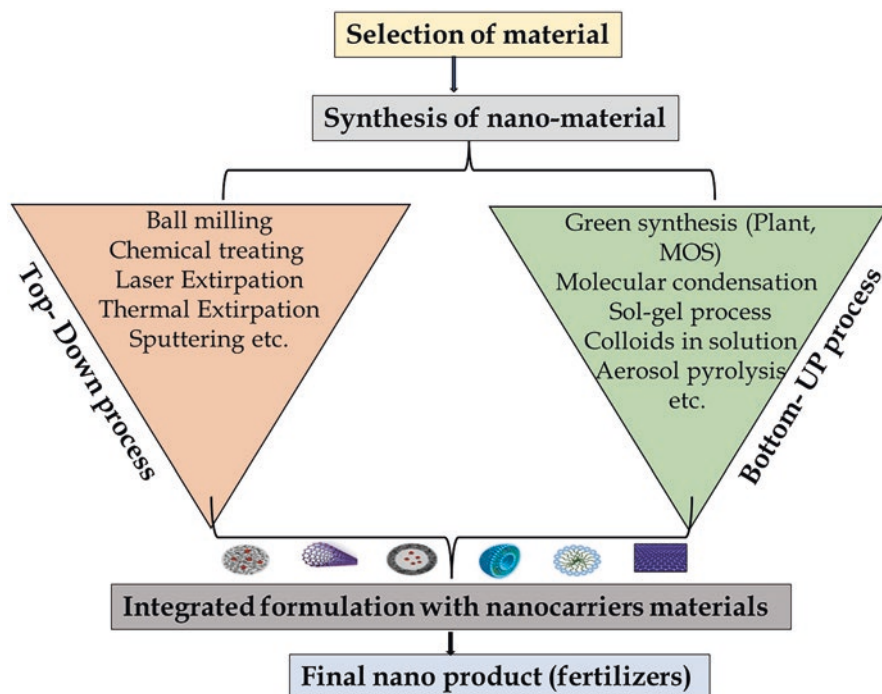 Selection of material
Synthesis of nano-material
Ball milling
Chemical treating
Laser Extirpation
Thermal Extirpation
Sputtering etc.
Top- Down process
Green synthesis (Plant,
MOS)
Molecular condensation
Sol-gel process
Colloids in solution
Aerosol pyrolysis
etc.
Bottom- UP process
Integrated formulation with nanocarriers materials
Final nano product (fertilizers)